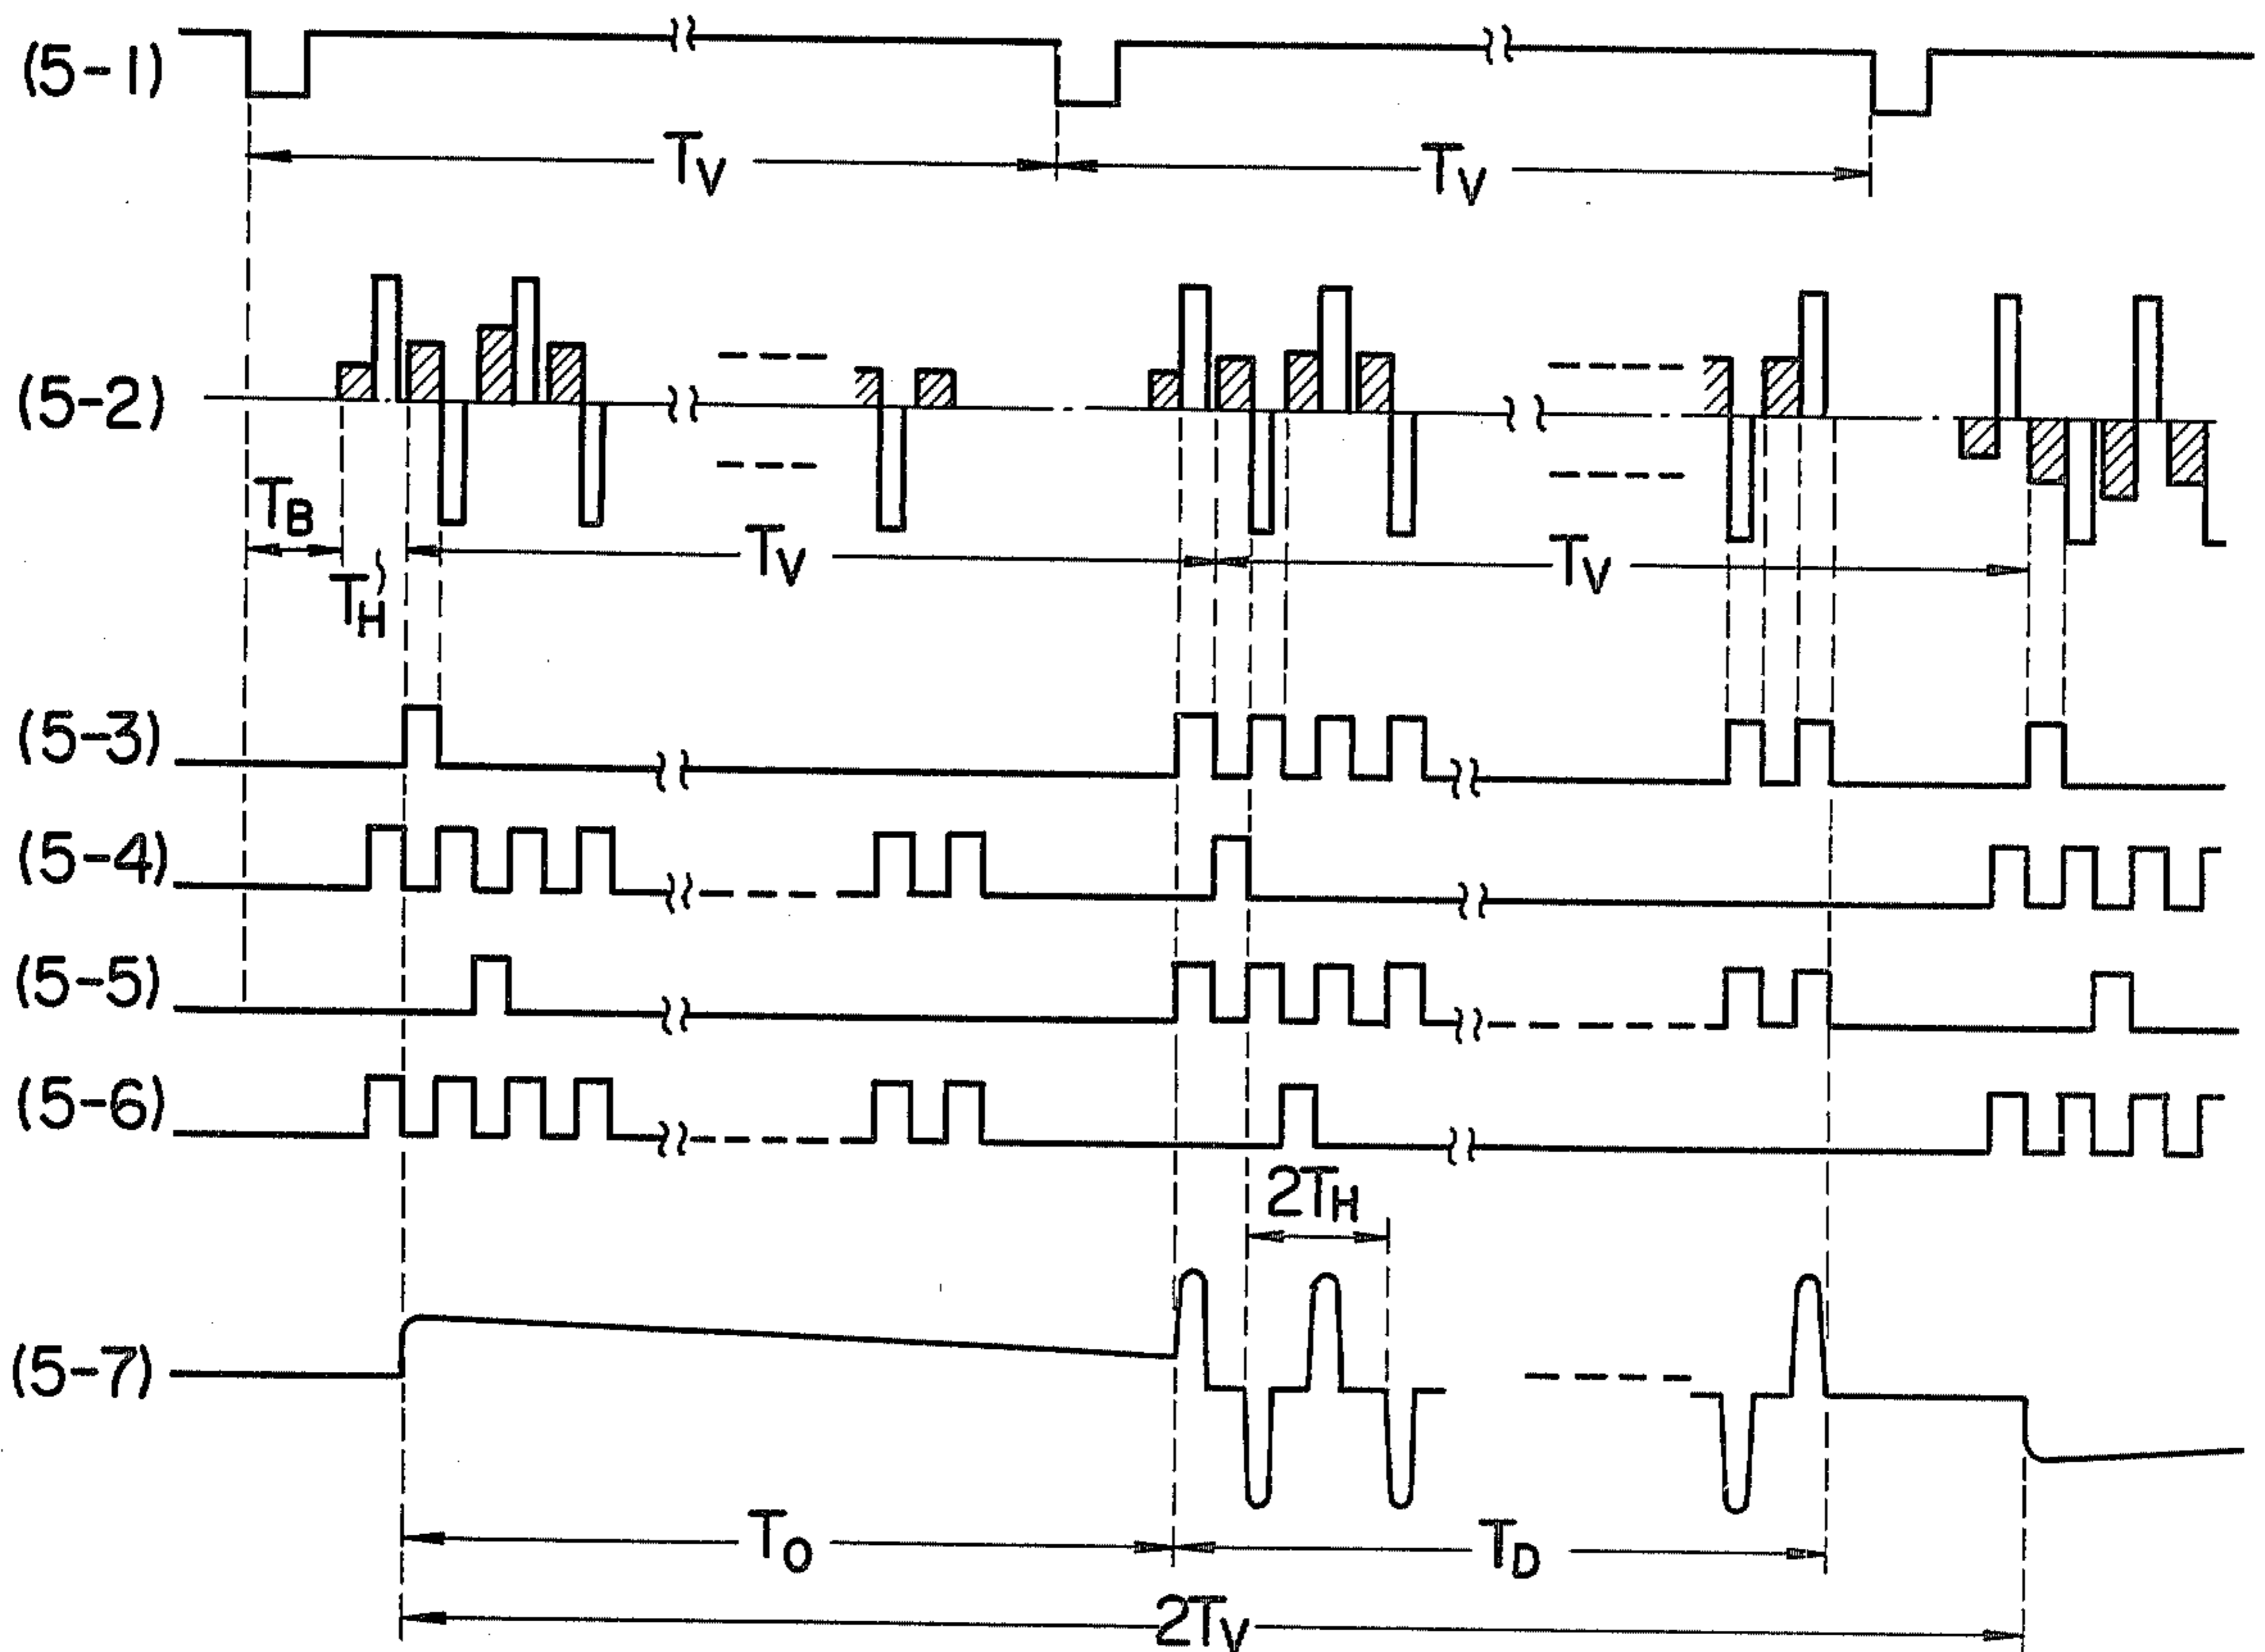 (5-1)
TV
TV
(5-2)
TB
TH
TV
TV
(5-3)
(5-4)
(5-5)
(5-6)
2TH
(5-7)
TO
TD
2TV